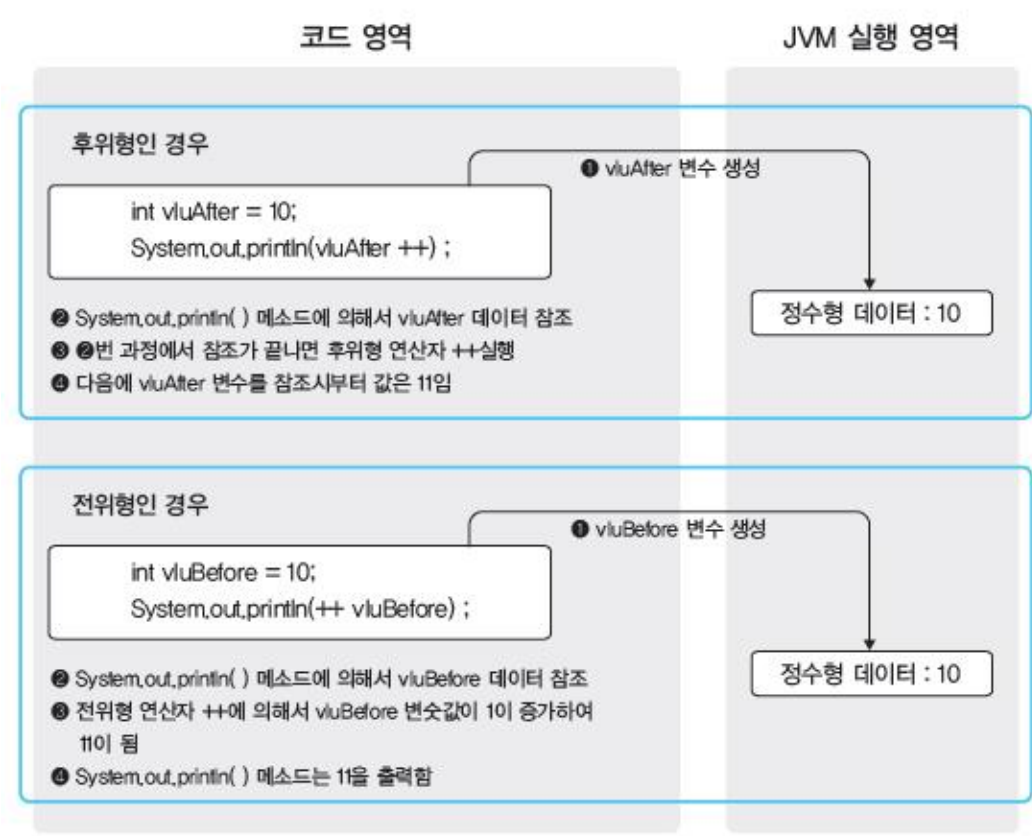 코드 영역
JVM 실행 영역
후위형인 경우
❶ vluAfter 변수 생성
int vluAfter = 10;
System.out.println(vluAfter ++) ;
정수형 데이터 : 10
❷ System.out.println( ) 메소드에 의해서 vluAfter 데이터 참조
❸ ❷번 과정에서 참조가 끝나면 후위형 연산자 ++실행
❹ 다음에 vluAfter 변수를 참조시부터 값은 11임
전위형인 경우
❶ vluBefore 변수 생성
int vluBefore = 10;
System.out.println(++ vluBefore) ;
정수형 데이터 : 10
❷ System.out.println( ) 메소드에 의해서 vluBefore 데이터 참조
❸ 전위형 연산자 ++에 의해서 vluBefore 변숫값이 1이 증가하여
11이 됨
❹ System.out.println( ) 메소드는 11을 출력함